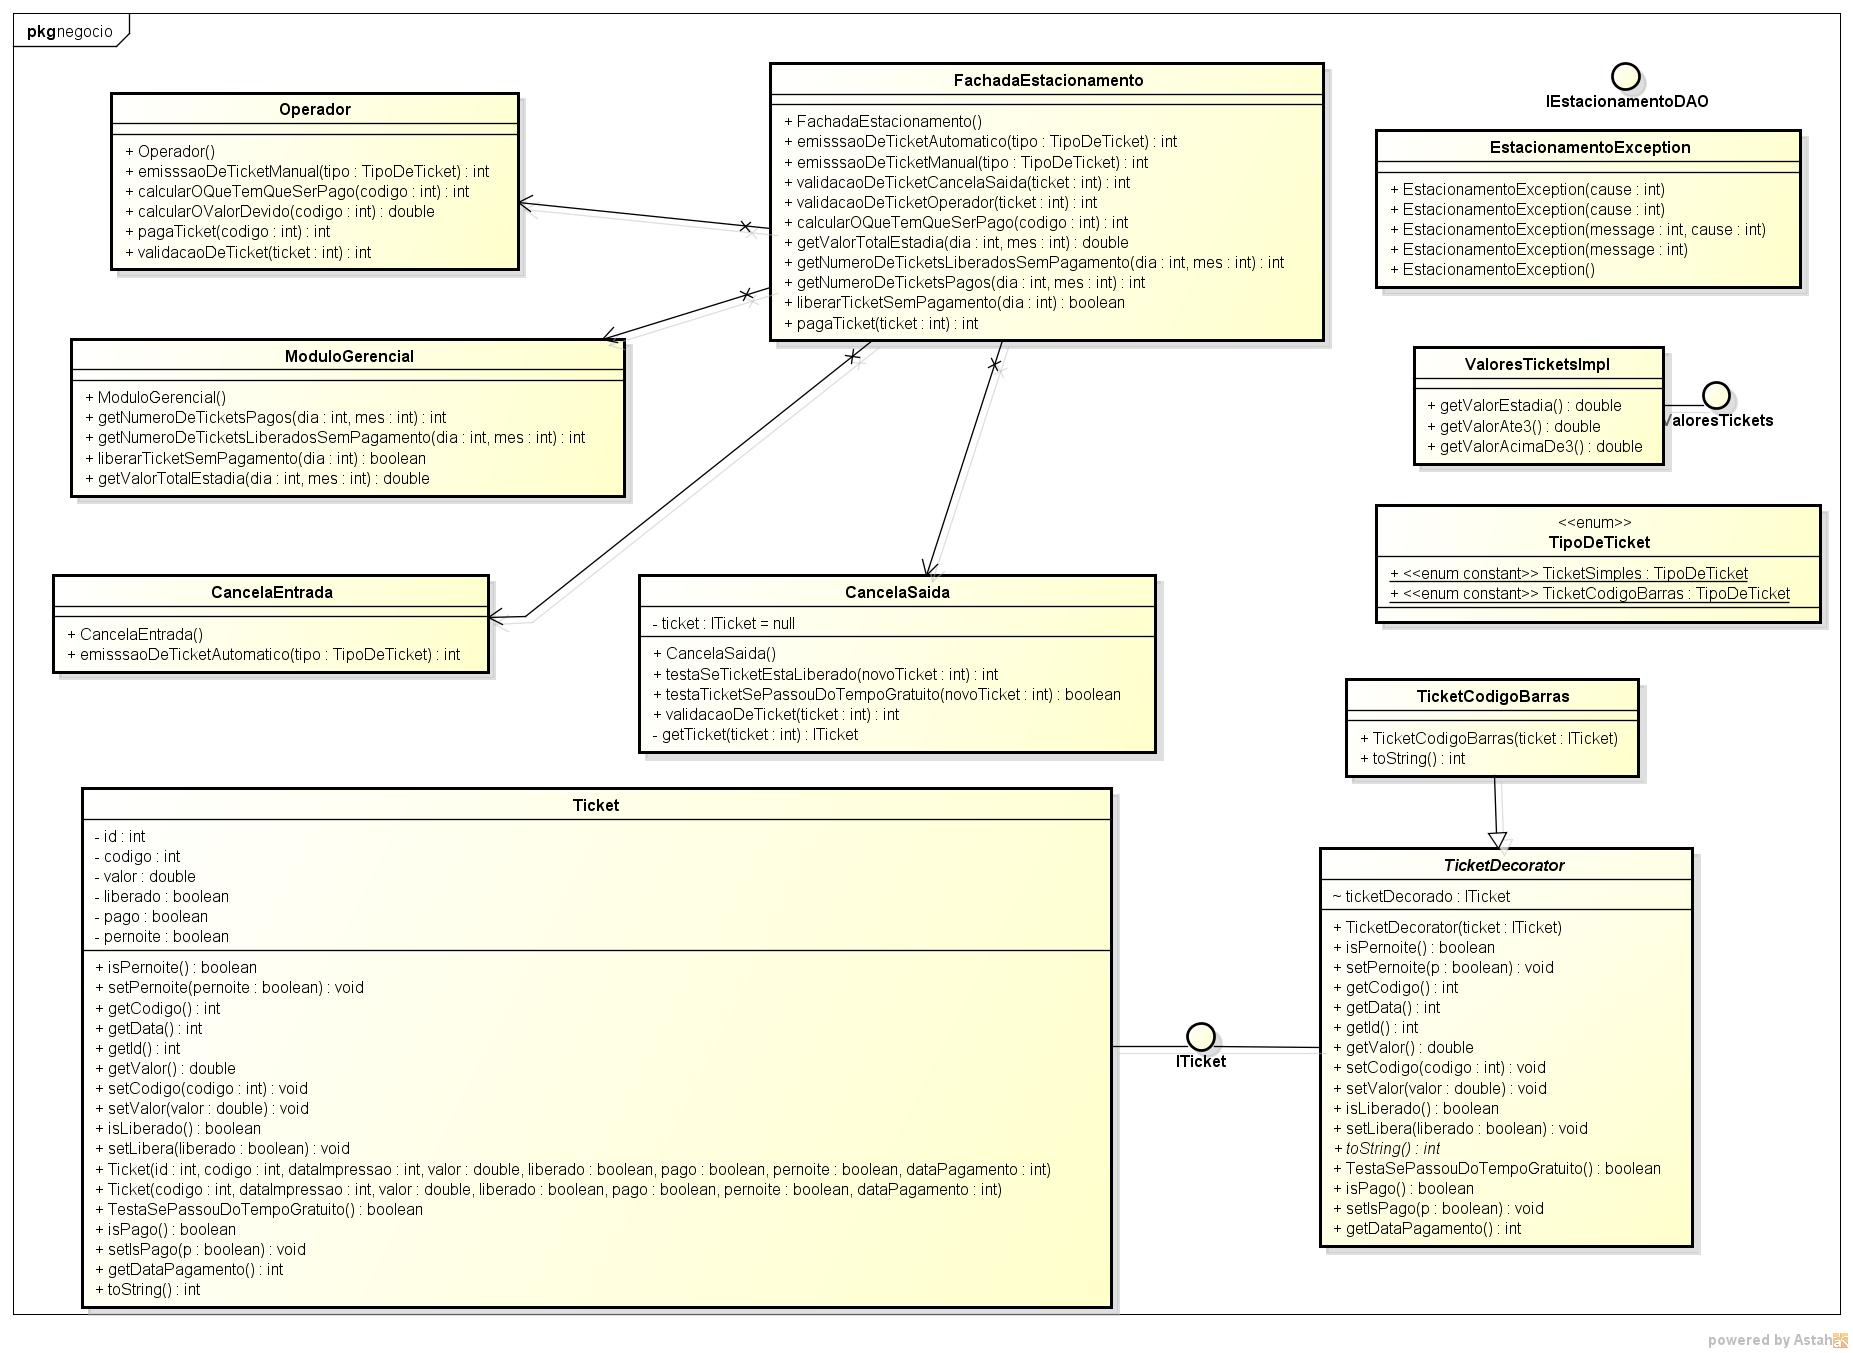 pkg negocio
Operador
+ Operador()
+ emisssaoDeTicketManual(tipo : TipoDeTicket) : int
+ calcularOQueTemQueSerPago(codigo : int) : int
+ calcularOValorDevido(codigo : int) : double
+ pagaTicket(codigo : int) : int
+ validacaoDeTicket(ticket : int) : int
FachadaEstacionamento
+ FachadaEstacionamento()
+ emisssaoDeTicketAutomatico(tipo : TipoDeTicket) : int
+ emisssaoDeTicketManual(tipo : TipoDeTicket) : int
+ validacaoDeTicketCancelaSaida(ticket : int) : int
+ validacaoDeTicketOperador(ticket : int) : int
+ calcularOQueTemQueSerPago(codigo : int) : int
+ getValorTotalEstadia(dia : int, mes : int) : double
+ getNumeroDeTicketsLiberadosSemPagamento(dia : int, mes : int) : int
+ getNumeroDeTicketsPagos(dia : int, mes : int) : int
+ liberarTicketSemPagamento(dia : int) : boolean
+ pagaTicket(ticket : int) : int
IEstacionamentoDAO
EstacionamentoException
+ EstacionamentoException(cause : int)
+ EstacionamentoException(cause : int)
+ EstacionamentoException(message : int, cause : int)
+ EstacionamentoException(message : int)
+ EstacionamentoException()
ModuloGerencial
+ ModuloGerencial()
+ getNumeroDeTicketsPagos(dia : int, mes : int) : int
+ getNumeroDeTicketsLiberadosSemPagamento(dia : int, mes : int) : int
+ liberarTicketSemPagamento(dia : int) : boolean
+ getValorTotalEstadia(dia : int, mes : int) : double
ValoresTicketsImpl
+ getValorEstadia() : double
+ getValorAte3() : double
+ getValorAcimaDe3() : double
ValoresTickets
<<enum>>
TipoDeTicket
+ <<enum constant>> TicketSimples : TipoDeTicket
+ <<enum constant>> TicketCodigoBarras : TipoDeTicket
CancelaEntrada
+ CancelaEntrada()
+ emisssaoDeTicketAutomatico(tipo : TipoDeTicket) : int
CancelaSaida
- ticket : ITicket = null
+ CancelaSaida()
+ testaSeTicketEstaLiberado(novoTicket : int) : int
+ testaTicketSePassouDoTempoGratuito(novoTicket : int) : boolean
+ validacaoDeTicket(ticket : int) : int
- getTicket(ticket : int) : ITicket
TicketCodigoBarras
+ TicketCodigoBarras(ticket : ITicket)
+ toString() : int
Ticket
- id : int
- codigo : int
- valor : double
- liberado : boolean
- pago : boolean
- pernoite : boolean
+ isPernoite() : boolean
+ setPernoite(pernoite : boolean) : void
+ getCodigo() : int
+ getData() : int
+ getId() : int
+ getValor() : double
+ setCodigo(codigo : int) : void
+ setValor(valor : double) : void
+ isLiberado() : boolean
+ setLibera(liberado : boolean) : void
+ Ticket(id : int, codigo : int, dataImpressao : int, valor : double, liberado : boolean, pago : boolean, pernoite : boolean, dataPagamento : int)
+ Ticket(codigo : int, dataImpressao : int, valor : double, liberado : boolean, pago : boolean, pernoite : boolean, dataPagamento : int)
+ TestaSePassouDoTempoGratuito() : boolean
+ isPago() : boolean
+ setIsPago(p : boolean) : void
+ getDataPagamento() : int
+ toString() : int
ITicket
TicketDecorator
~ ticketDecorado : ITicket
+ TicketDecorator(ticket : ITicket)
+ isPernoite() : boolean
+ setPernoite(p : boolean) : void
+ getCodigo() : int
+ getData() : int
+ getId() : int
+ getValor() : double
+ setCodigo(codigo : int) : void
+ setValor(valor : double) : void
+ isLiberado() : boolean
+ setLibera(liberado : boolean) : void
+ toString() : int
+ TestaSePassouDoTempoGratuito() : boolean
+ isPago() : boolean
+ setIsPago(p : boolean) : void
+ getDataPagamento() : int
powered by Astah